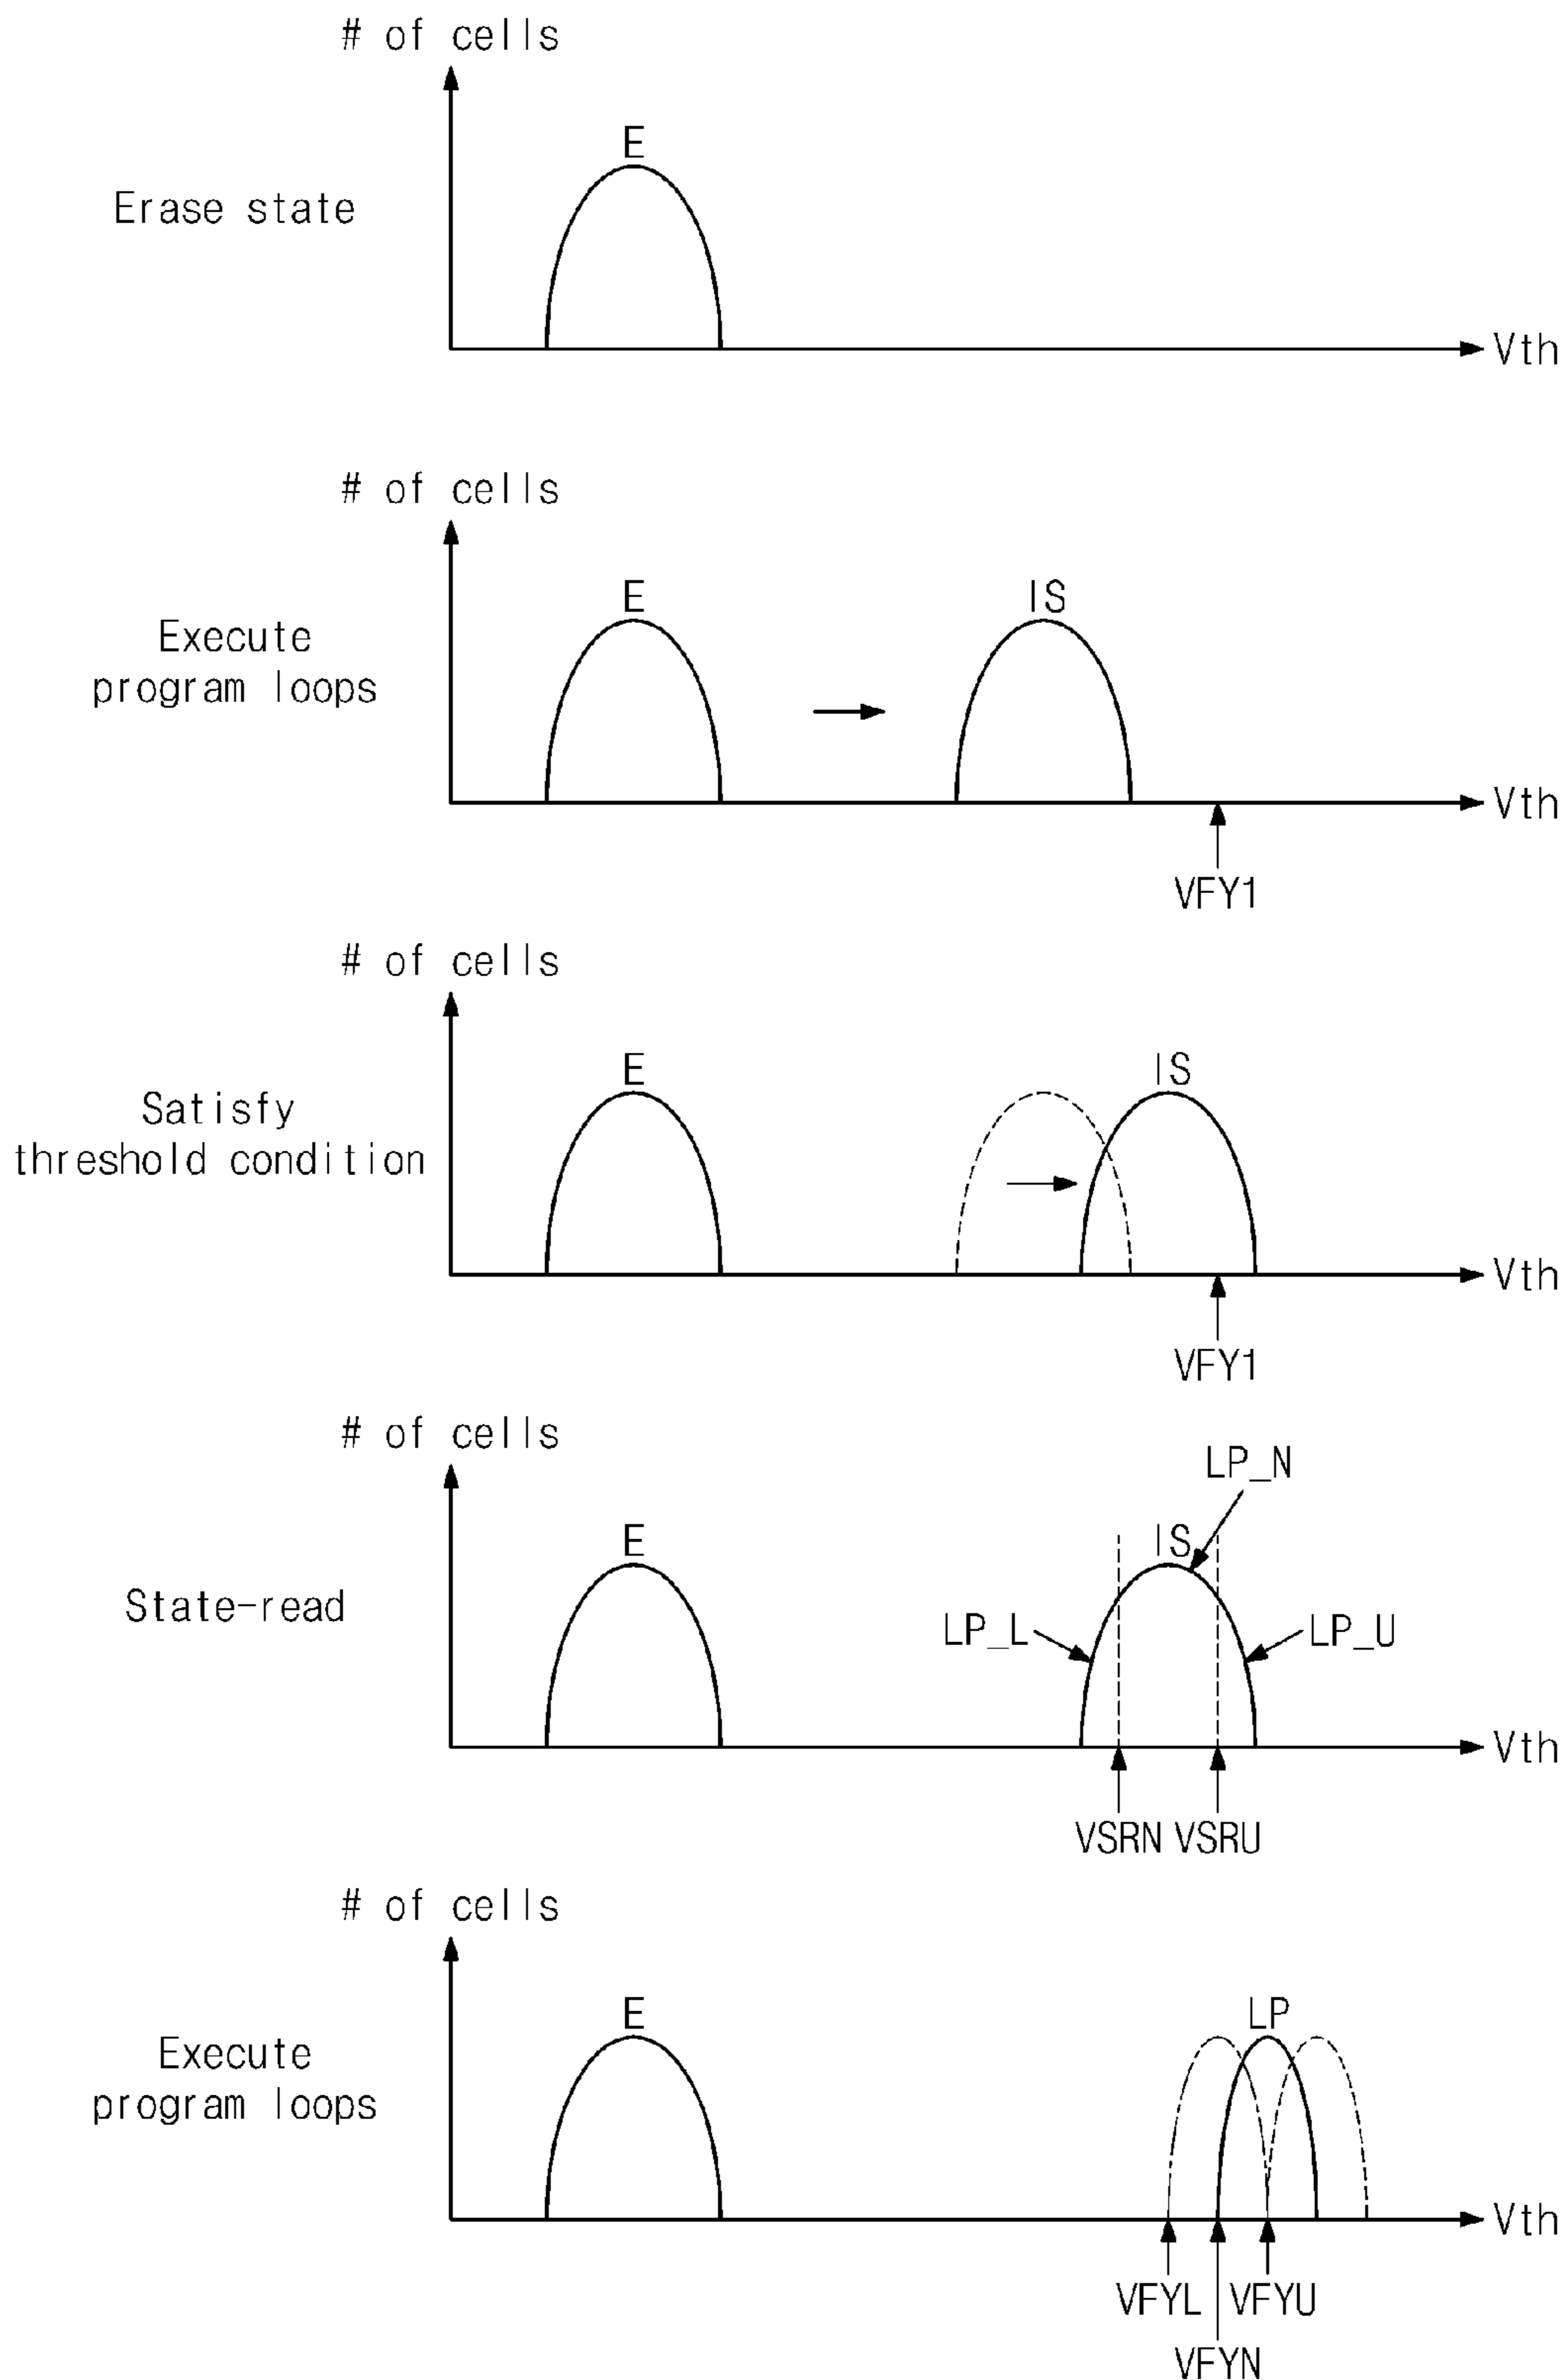 # of cells
E
Erase state
Vth
# of cells
E
IS
Execute
program loops
Vth
VFY1
# of cells
E
IS
Satisfy
threshold condition
Vth
VFY1
# of cells
LP_N
E
IS
State-read
LP_L
LP_U
Vth
VSRN VSRU
# of cells
E
LP
Execute
program loops
Vth
VFYL
VFYU
VFYN